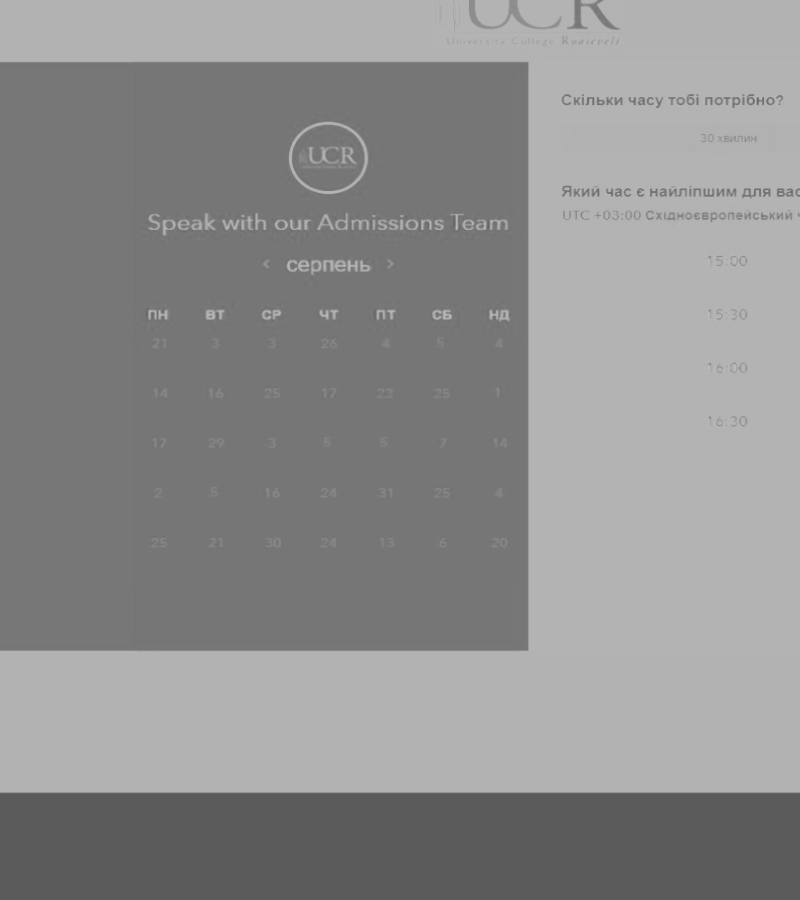 UCR
University College Roosevelt
UCR
Speak with our Admissions Team
< серпень >
ПН ВТ СР ЧТ ПТ СБ НД
21 3 3 26 4 5 4
14 16 25 17 23 25 1
17 29 3 5 5 7 14
2 5 16 24 31 25 4
25 21 30 24 13 6 20
Скільки часу тобі потрібно?
30 хвилин
Який час є найліпшим для вас
UTC +03:00 Східноєвропейський ч
15:00
15:30
16:00
16:30